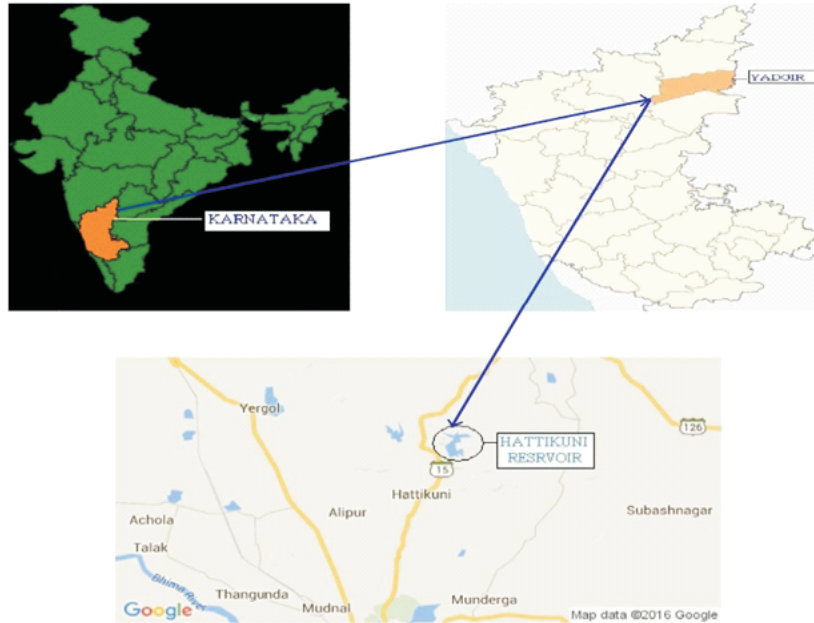 KARNATAKA
YADGIR
Yergol
HATTIKUNI
RESRVOIR
126
15
Hattikuni
Alipur
Subashnagar
Achola
Talak
Bhima River
Thangunda
Munderga
Mudnal
Google
Map data ©2016 Google